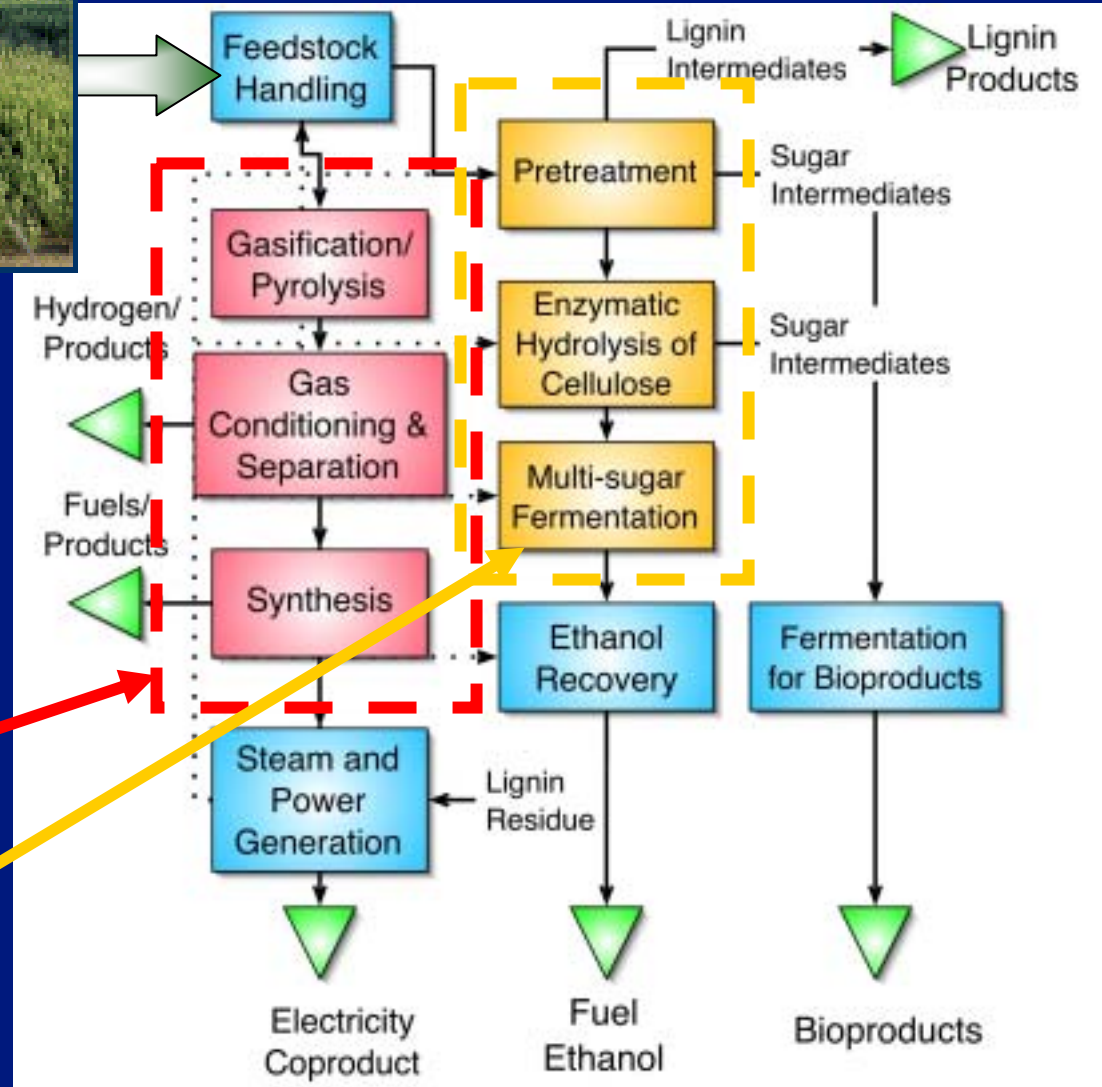 Feedstock
Handling
Lignin
Intermediates
Lignin
Products
Pretreatment
Sugar
Intermediates
Gasification/
Pyrolysis
Hydrogen/
Products
Enzymatic
Hydrolysis of
Cellulose
Sugar
Intermediates
Gas
Conditioning &
Separation
Multi-sugar
Fermentation
Fuels/
Products
Synthesis
Ethanol
Recovery
Fermentation
for Bioproducts
Steam and
Power
Generation
Lignin
Residue
Electricity
Coproduct
Fuel
Ethanol
Bioproducts